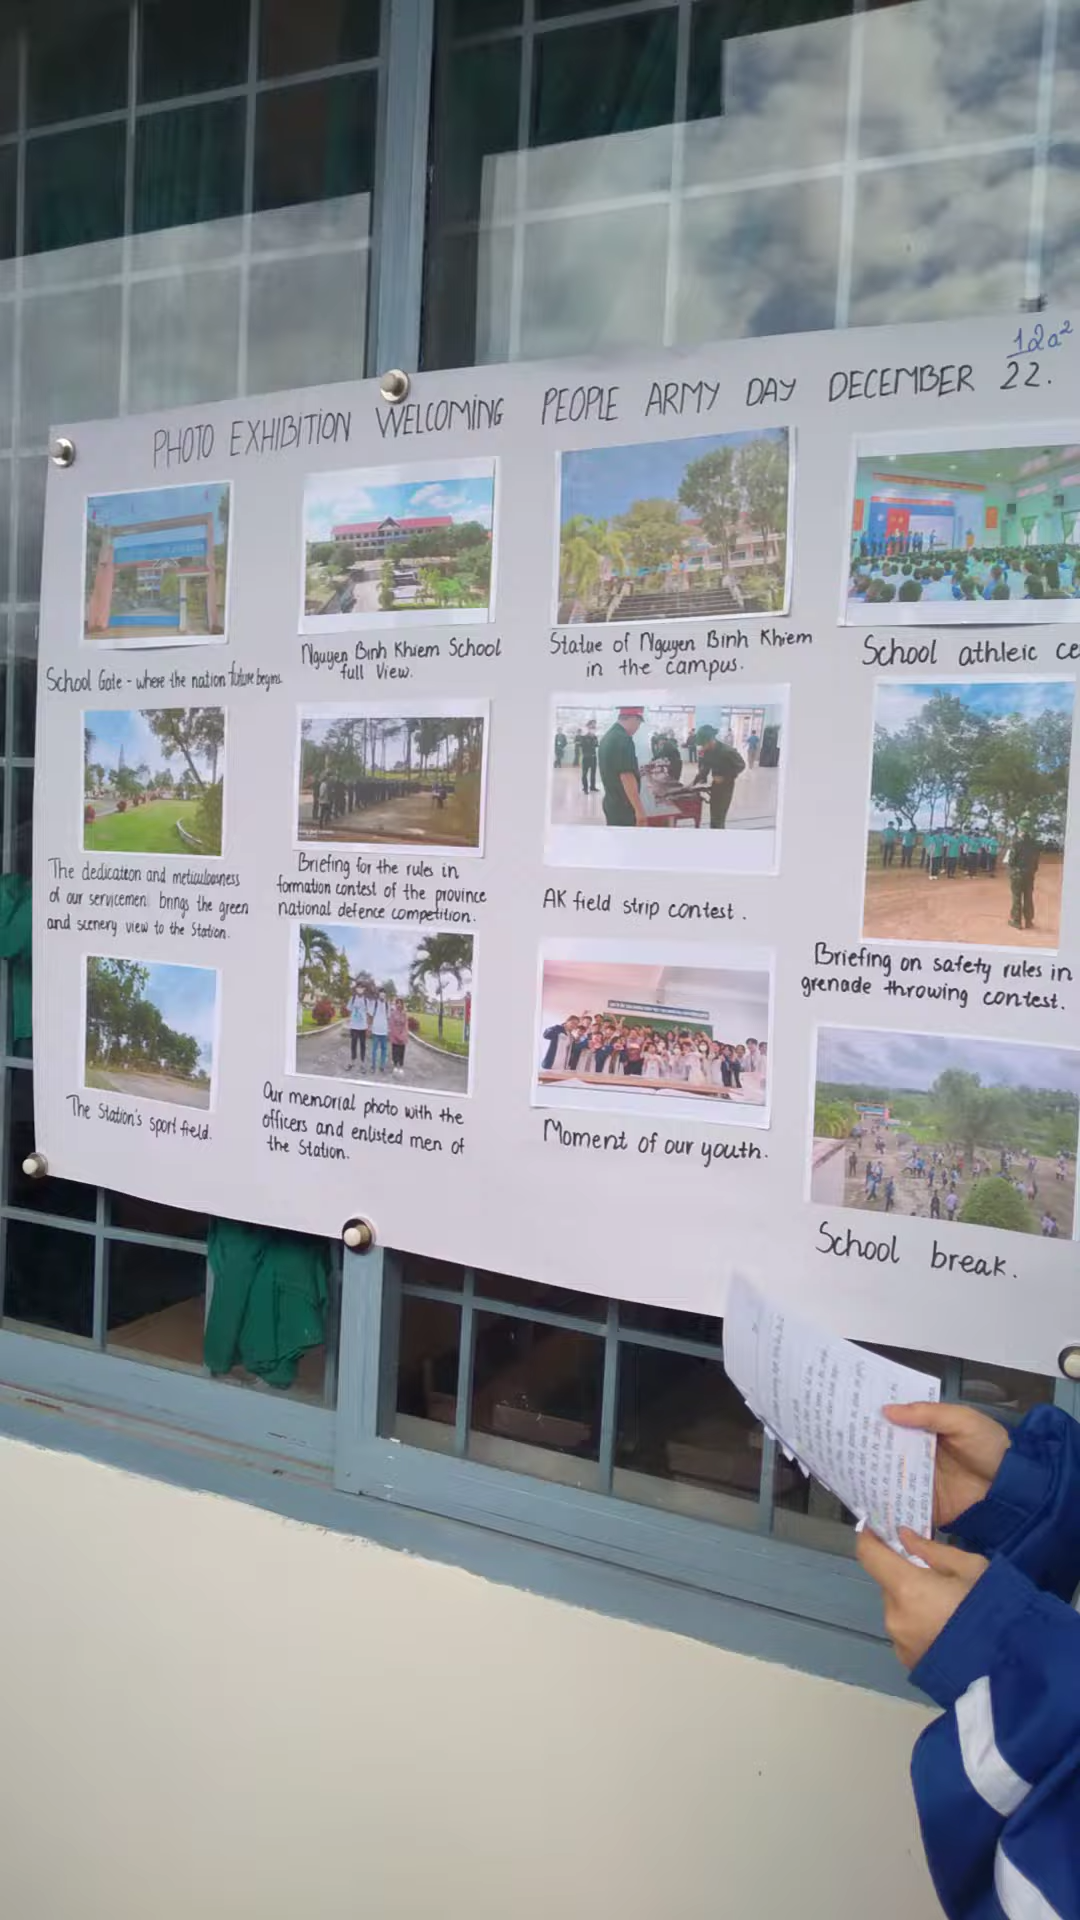 12a2
PHOTO EXHIBITION WELCOMING PEOPLE ARMY DAY DECEMBER 22.
School Gate - where the nation future begins
Nguyen Binh Khiem School
full View.
Statue of Nguyen Binh Khiem
in the campus.
School athleic ce
The dedication and meticulousness
of our servicemen brings the green
and scenery view to the Station.
Briefing for the rules in
formation contest of the province
national defence competition.
AK field strip contest.
Briefing on safety rules in
grenade throwing contest.
The Station's sport field.
Our memorial photo with the
officers and enlisted men of
the Station.
Moment of our youth.
School break.